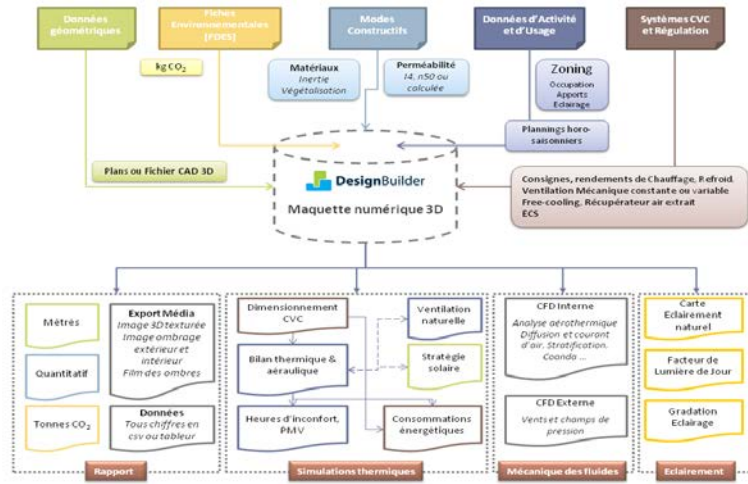 Données
géométriques
Fiches
Environnementales
[FDES]
Modes
Constructifs
Données d'Activité
et d'Usage
Systèmes CVC
et Régulation
kg CO2
Matériaux
Inertie
Végétalisation
Perméabilité
I4, n50 ou
calculée
Zoning
Occupation
Apports
Eclairage
Plannings horo-
saisonniers
Plans ou Fichier CAD 3D
DesignBuilder
Maquette numérique 3D
Consignes, rendements de Chauffage, Refroid.
Ventilation Mécanique constante ou variable
Free-cooling, Récupérateur air extrait
ECS
Métrés
Quantitatif
Tonnes CO2
Export Média
Image 3D texturée
Image ombrage
extérieur et
intérieur
Film des ombres
Données
Tous chiffres en
csv ou tableur
Rapport
Dimensionnement
CVC
Ventilation
naturelle
Bilan thermique &
aéraulique
Stratégie
solaire
Heures d'inconfort,
PMV
Consommations
énergétiques
Simulations thermiques
CFD Interne
Analyse aérothermique
Diffusion et courant
d'air. Stratification.
Coanda ...
CFD Externe
Vents et champs de
pression
Mécanique des fluides
Carte
Eclairement
naturel
Facteur de
Lumière de Jour
Gradation
Eclairage
Eclairement